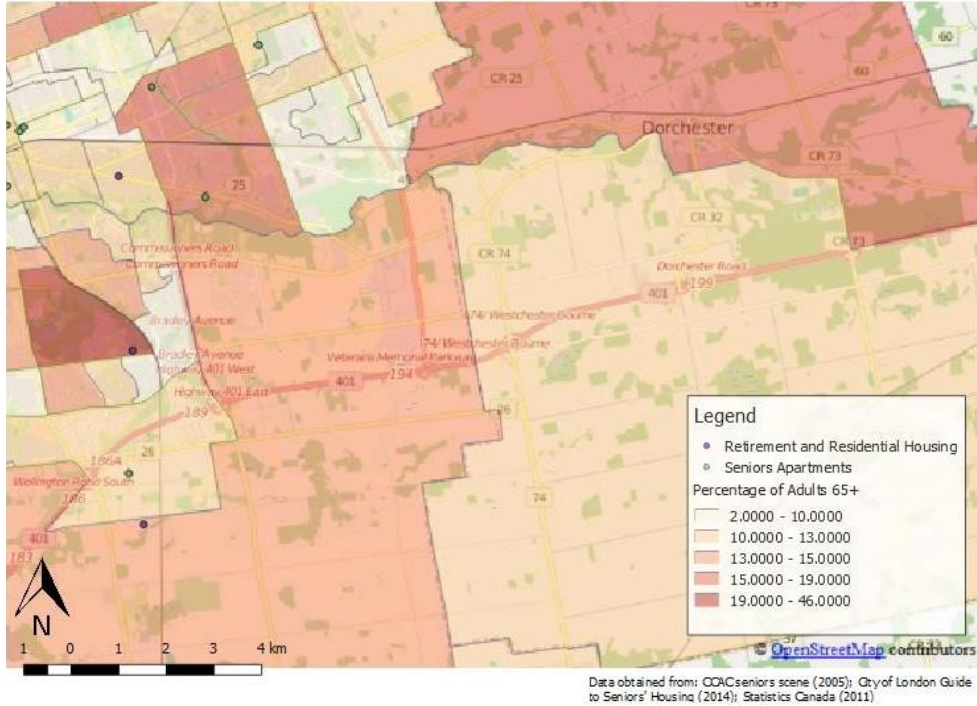 CR 73
60
CR 25
60
Dorchester
CR 73
25
CR 32
CR 74
Commissioners Road
Commissioners Road
Dorchester Road
401
199
Bradley Avenue
74/ Westchester Bourne
74/ Westchester Bourne
Bradley Avenue
Highway 401 West
Veterans Memorial Parkway
194
401
Highway 401 East
189
26
26
186A
Wellington Road South
186
74
401
183
N
1 0 1 2 3 4 km
Legend
Retirement and Residential Housing
Seniors Apartments
Percentage of Adults 65+
2.0000 - 10.0000
10.0000 - 13.0000
13.0000 - 15.0000
15.0000 - 19.0000
19.0000 - 46.0000
37
© OpenStreetMap contributors
Data obtained from: CCAC seniors scene (2005); City of London Guide
to Seniors' Housing (2014); Statistics Canada (2011)